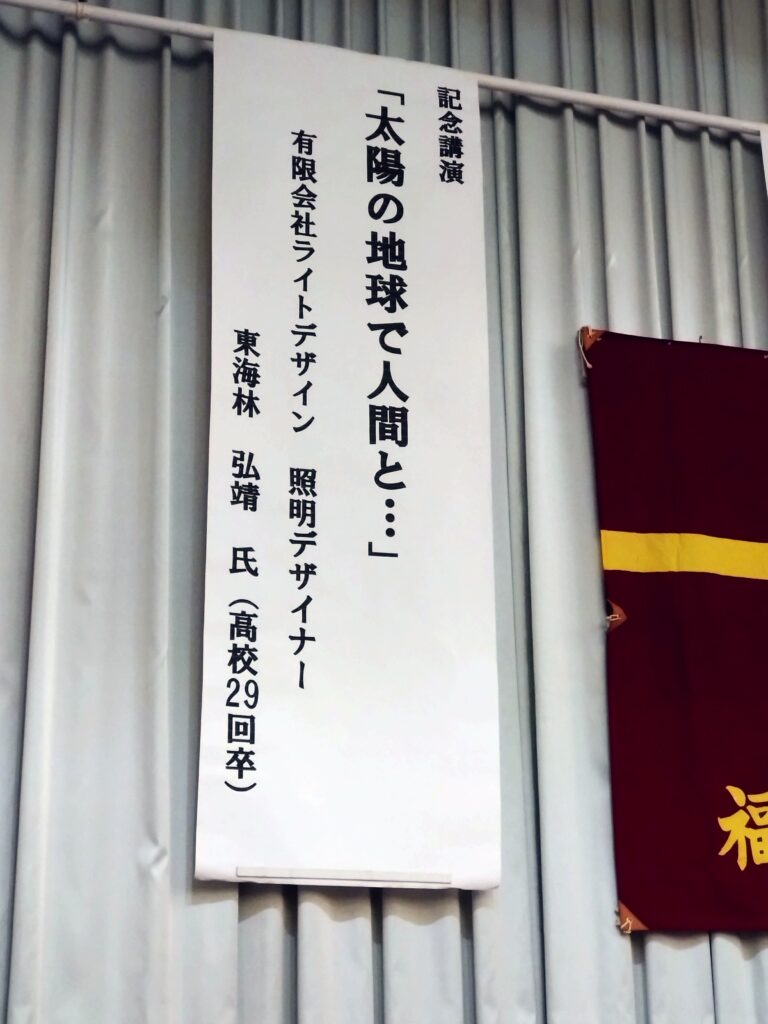 記念講演
「太陽の地球で人間と…」
有限会社ライトデザイン 照明デザイナー
東海林 弘靖 氏（高校29回卒）
福